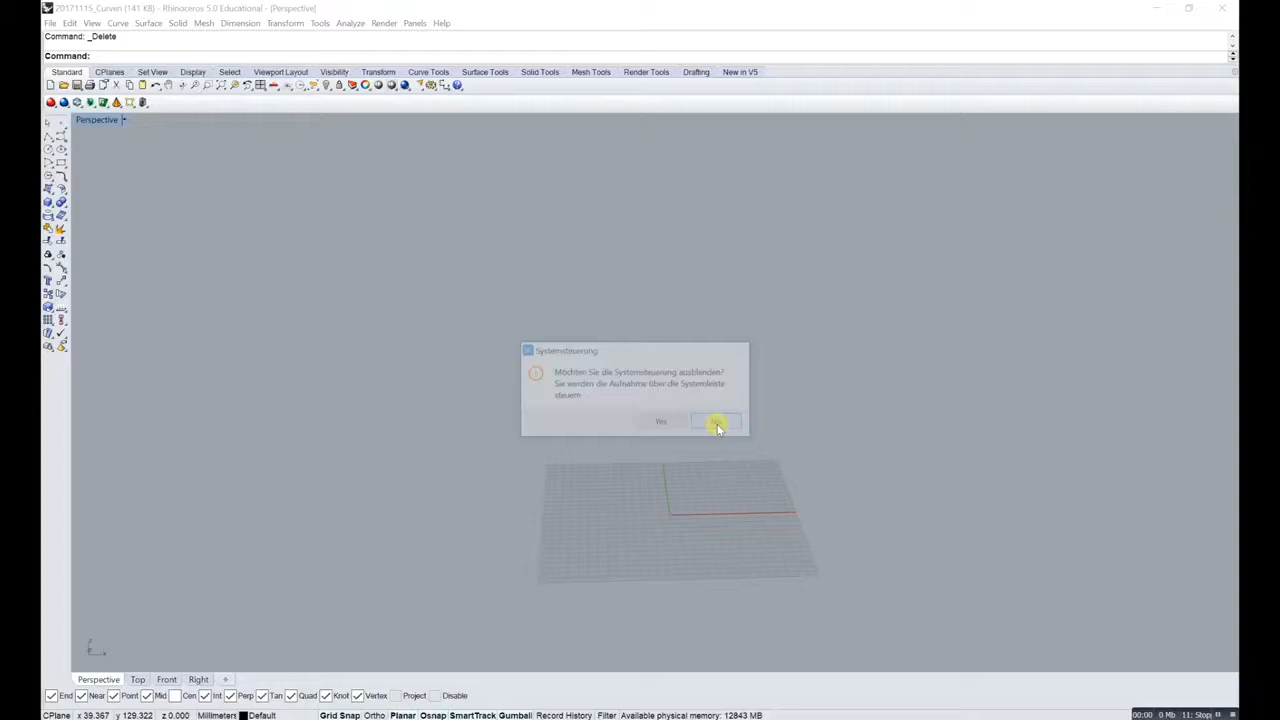 20171115_Curven (141 KB) - Rhinoceros 5.0 Educational - [Perspective]
File Edit View Curve Surface Solid Mesh Dimension Transform Tools Analyze Render Panels Help
Command: _Delete
Command:
Standard CPlanes Set View Display Select Viewport Layout Visibility Transform Curve Tools Surface Tools Solid Tools Mesh Tools Render Tools Drafting New in V5
Perspective
Systemsteuerung
Möchten Sie die Systemsteuerung ausblenden?
Sie werden die Aufnahme über die Systemleiste
steuern
Yes
Perspective Top Front Right
End Near Point Mid Cen Int Perp Tan Quad Knot Vertex Project Disable
CPlane x 39.367 y 129.322 z 0.000 Millimeters Default Grid Snap Ortho Planar Osnap SmartTrack Gumball Record History Filter Available physical memory: 12843 MB 00:00 0 Mb 11: Stop